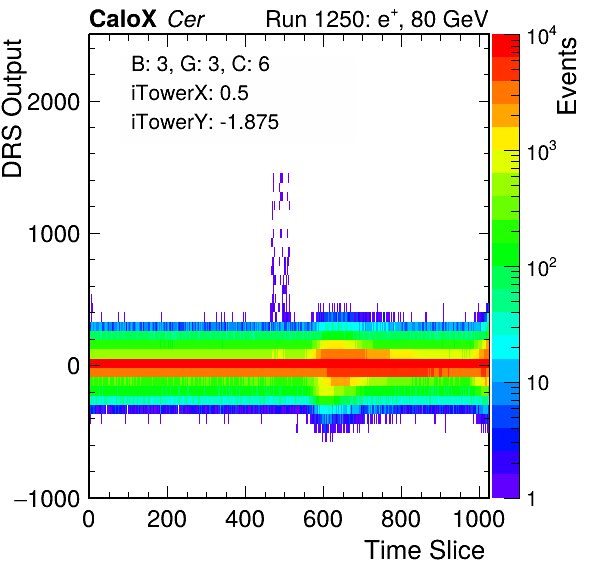 CaloX Cer
Run 1250: e⁺, 80 GeV
B: 3, G: 3, C: 6
iTowerX: 0.5
iTowerY: -1.875
DRS Output
2000
1000
0
−1000
0 200 400 600 800 1000
Time Slice
10⁴
10³
10²
10
1
Events